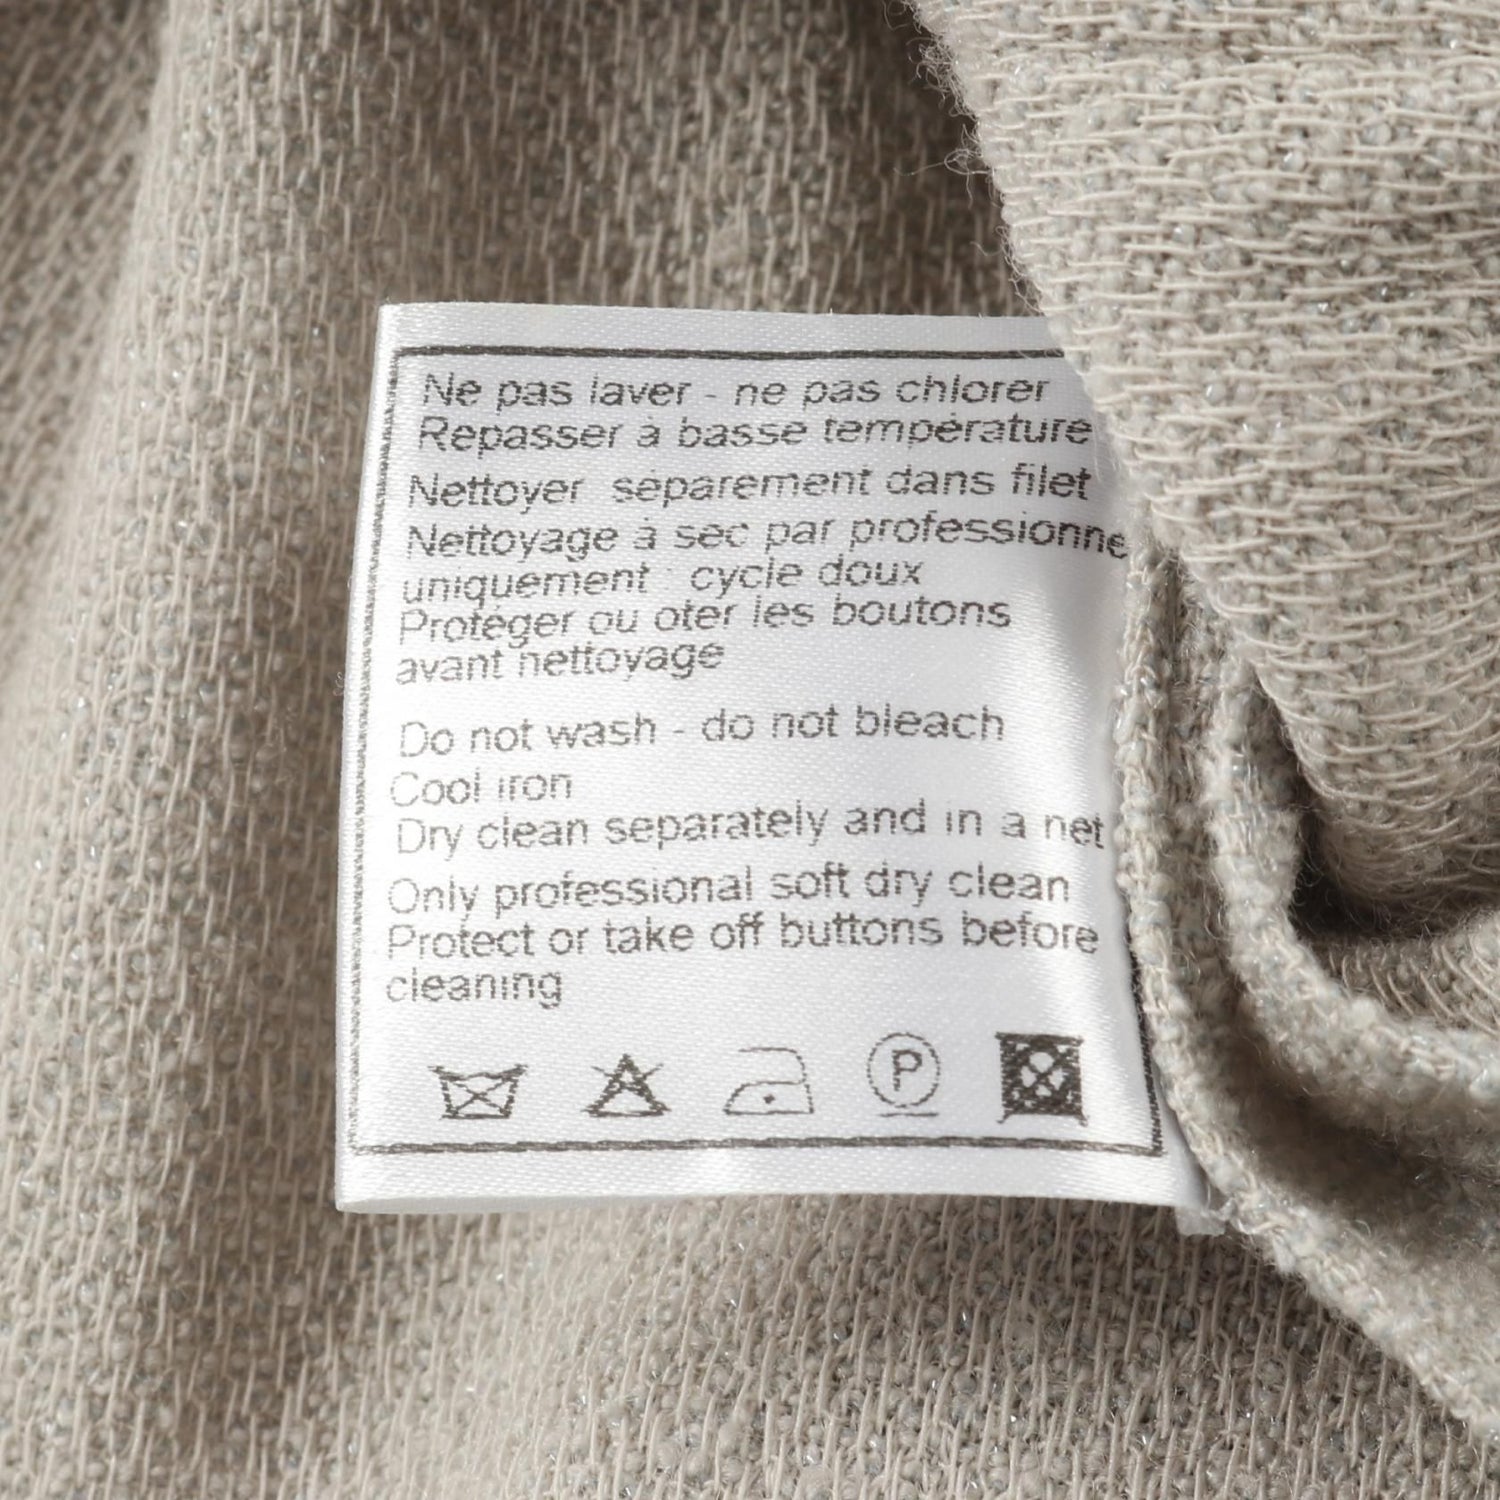 Ne pas laver - ne pas chlorer
Repasser à basse température
Nettoyer séparement dans filet
Nettoyage à sec par professionne
uniquement cycle doux
Protéger ou oter les boutons
avant nettoyage
Do not wash - do not bleach
Cool iron
Dry clean separately and in a net
Only professional soft dry clean
Protect or take off buttons before
cleaning
P